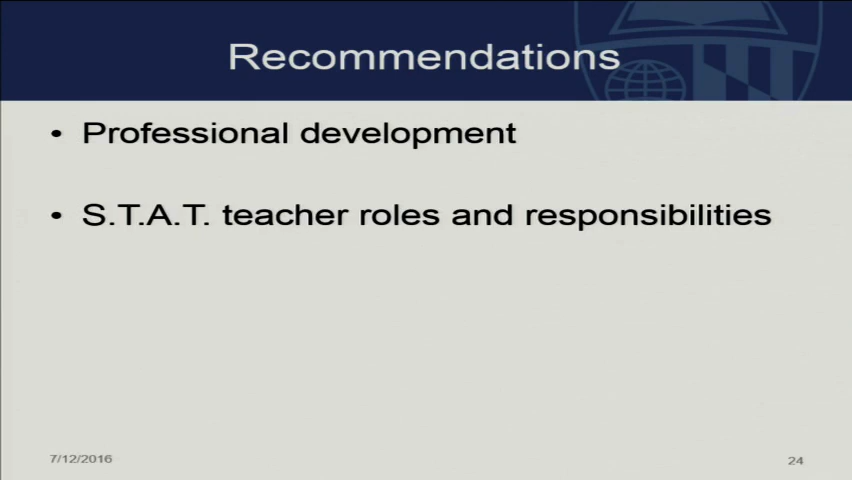 Recommendations
• Professional development
• S.T.A.T. teacher roles and responsibilities
7/12/2016
24